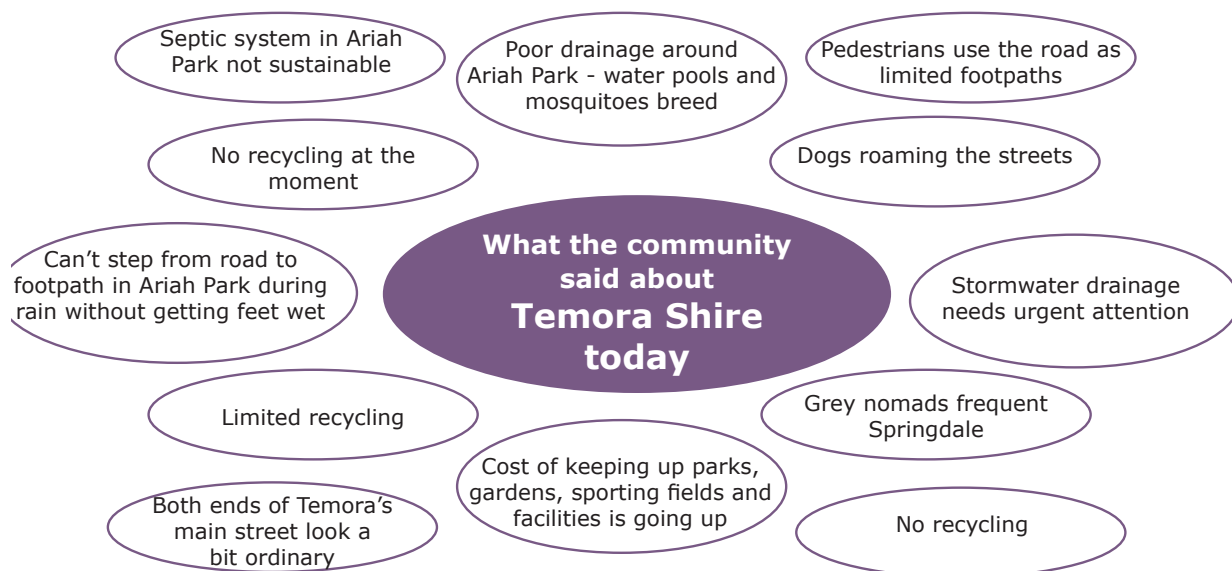 Septic system in Ariah
Park not sustainable
Poor drainage around
Ariah Park - water pools and
mosquitoes breed
Pedestrians use the road as
limited footpaths
No recycling at the
moment
Dogs roaming the streets
What the community
said about
Temora Shire
today
Can’t step from road to
footpath in Ariah Park during
rain without getting feet wet
Stormwater drainage
needs urgent attention
Limited recycling
Grey nomads frequent
Springdale
Cost of keeping up parks,
gardens, sporting fields and
facilities is going up
Both ends of Temora’s
main street look a
bit ordinary
No recycling